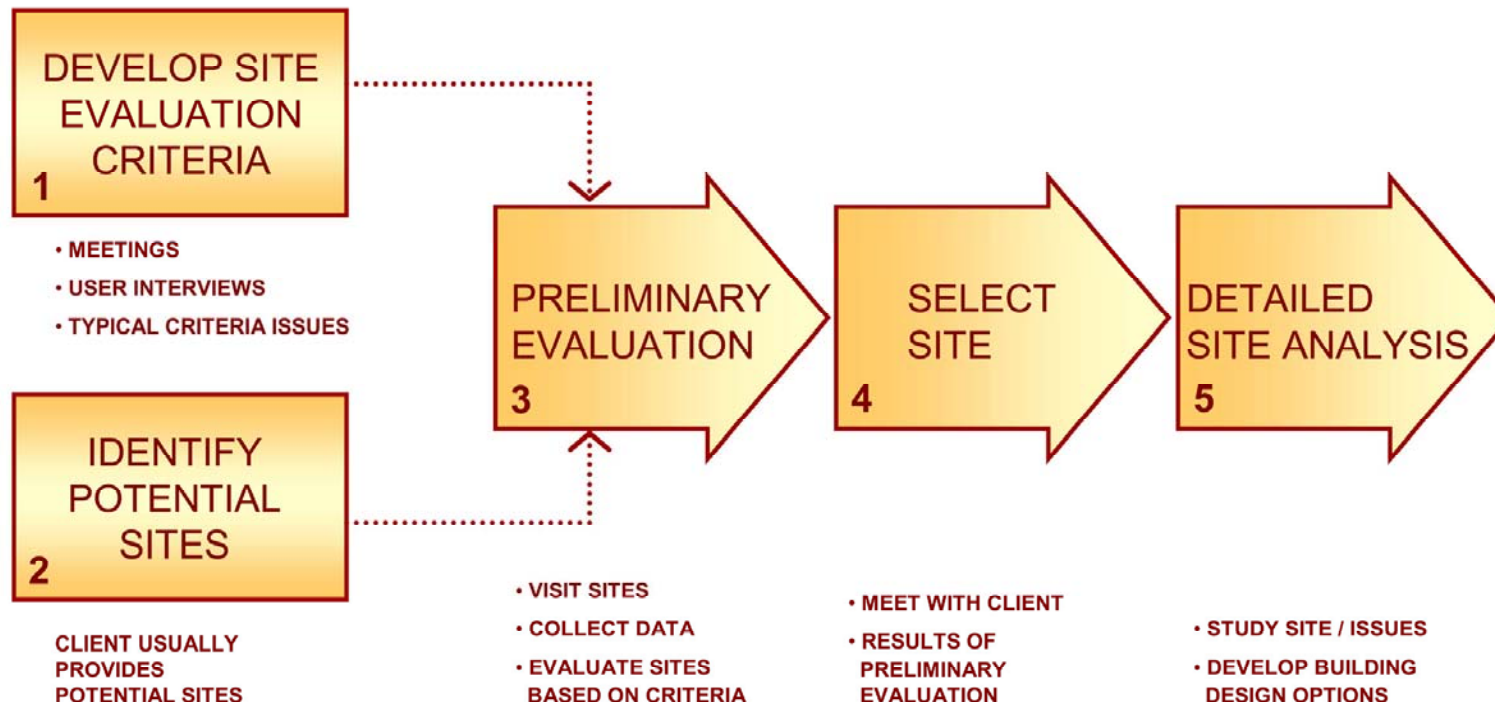 DEVELOP SITE
EVALUATION
CRITERIA
1
• MEETINGS
• USER INTERVIEWS
• TYPICAL CRITERIA ISSUES
IDENTIFY
POTENTIAL
SITES
2
CLIENT USUALLY
PROVIDES
POTENTIAL SITES
PRELIMINARY
EVALUATION
3
• VISIT SITES
• COLLECT DATA
• EVALUATE SITES
BASED ON CRITERIA
SELECT
SITE
4
• MEET WITH CLIENT
• RESULTS OF
PRELIMINARY
EVALUATION
DETAILED
SITE ANALYSIS
5
• STUDY SITE / ISSUES
• DEVELOP BUILDING
DESIGN OPTIONS